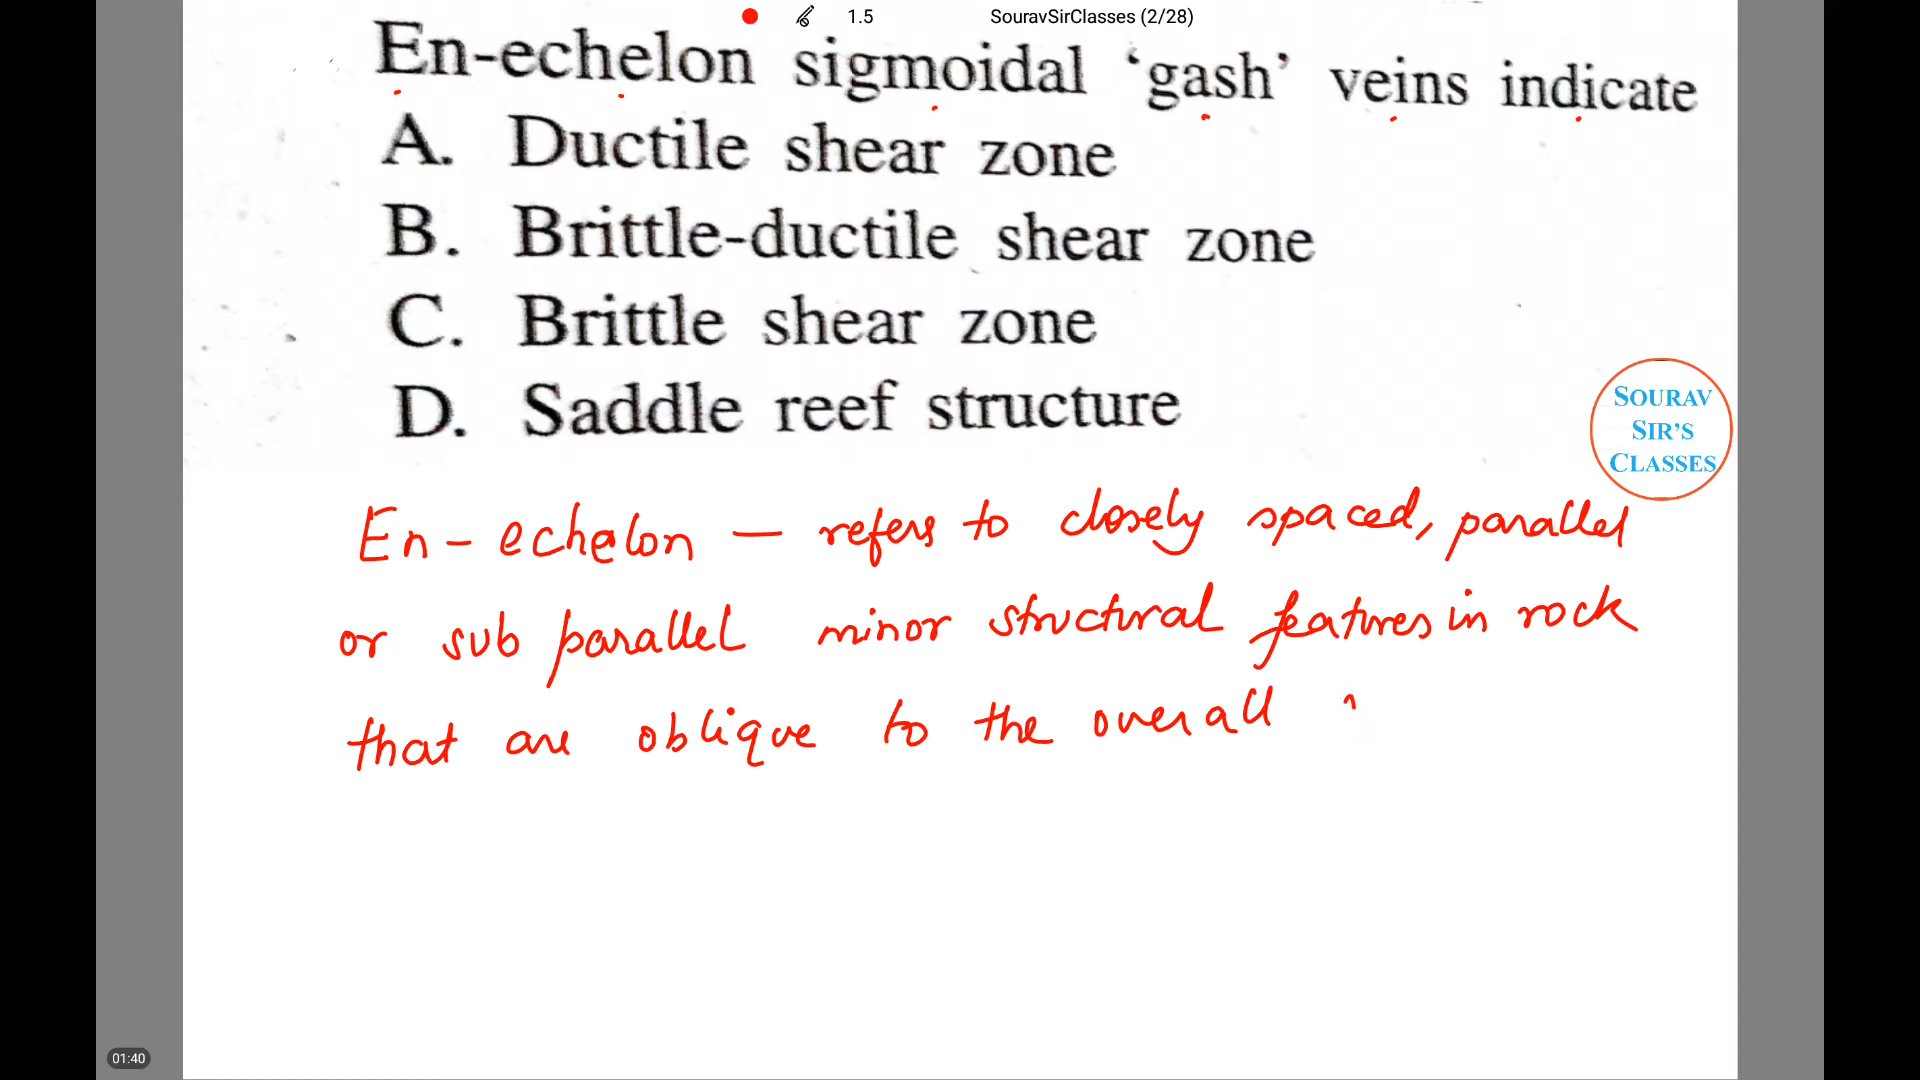 1.5 SouravSirClasses (2/28)
En-echelon sigmoidal ‘gash’ veins indicate
A. Ductile shear zone
B. Brittle-ductile shear zone
C. Brittle shear zone
D. Saddle reef structure
SOURAV
SIR'S
CLASSES
En-echelon — refers to closely spaced, parallel
or sub parallel minor structural features in rock
that are oblique to the overall
01:40